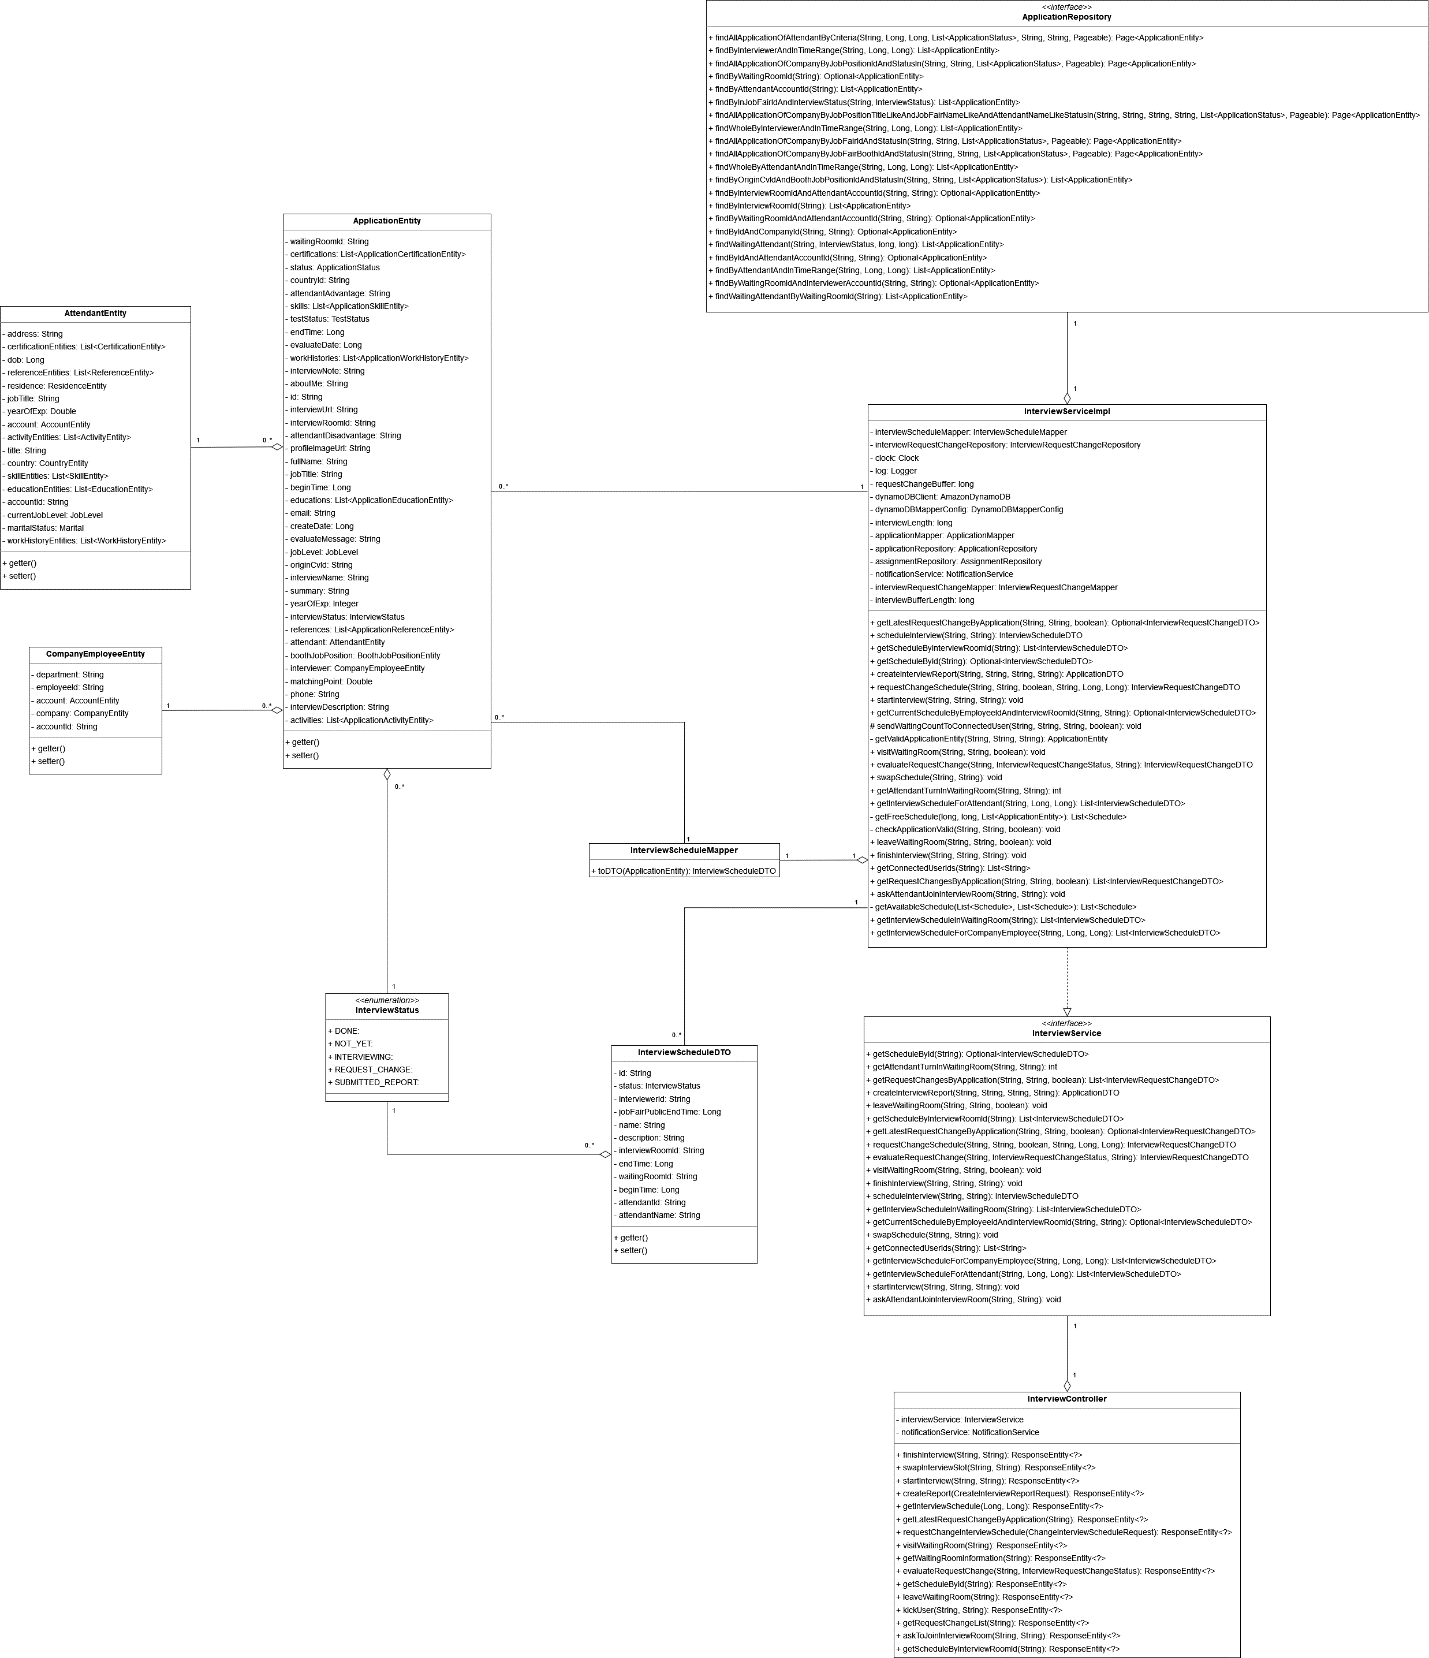 <<interface>>
ApplicationRepository
+ findAllApplicationOfAttendantByCriteria(String, Long, Long, List<ApplicationStatus>, String, String, Pageable): Page<ApplicationEntity>
+ findByInterviewerAndInTimeRange(String, Long, Long): List<ApplicationEntity>
+ findAllApplicationOfCompanyByJobPositionIdAndStatusIn(String, String, List<ApplicationStatus>, Pageable): Page<ApplicationEntity>
+ findByWaitingRoomId(String): Optional<ApplicationEntity>
+ findByAttendantAccountId(String): List<ApplicationEntity>
+ findByInJobFairIdAndInterviewStatus(String, InterviewStatus): List<ApplicationEntity>
+ findAllApplicationOfCompanyByJobPositionTitleLikeAndJobFairNameLikeAndAttendantNameLikeStatusIn(String, String, String, String, List<ApplicationStatus>, Pageable): Page<ApplicationEntity>
+ findWholeByInterviewerAndInTimeRange(String, Long, Long): List<ApplicationEntity>
+ findAllApplicationOfCompanyByJobFairIdAndStatusIn(String, String, List<ApplicationStatus>, Pageable): Page<ApplicationEntity>
+ findAllApplicationOfCompanyByJobFairBoothIdAndStatusIn(String, String, List<ApplicationStatus>, Pageable): Page<ApplicationEntity>
+ findWholeByAttendantAndInTimeRange(String, Long, Long): List<ApplicationEntity>
+ findByOriginCvIdAndBoothJobPositionIdAndStatusIn(String, String, List<ApplicationStatus>): List<ApplicationEntity>
+ findByInterviewRoomIdAndAttendantAccountId(String, String): Optional<ApplicationEntity>
+ findByInterviewRoomId(String): List<ApplicationEntity>
+ findByWaitingRoomIdAndAttendantAccountId(String, String): Optional<ApplicationEntity>
+ findByIdAndCompanyId(String, String): Optional<ApplicationEntity>
+ findWaitingAttendant(String, InterviewStatus, long, long): List<ApplicationEntity>
+ findByIdAndAttendantAccountId(String, String): Optional<ApplicationEntity>
+ findByAttendantAndInTimeRange(String, Long, Long): List<ApplicationEntity>
+ findByWaitingRoomIdAndInterviewerAccountId(String, String): Optional<ApplicationEntity>
+ findWaitingAttendantByWaitingRoomId(String): List<ApplicationEntity>
1
1
ApplicationEntity
- waitingRoomId: String
- certifications: List<ApplicationCertificationEntity>
- status: ApplicationStatus
- countryId: String
- attendantAdvantage: String
- skills: List<ApplicationSkillEntity>
- testStatus: TestStatus
- endTime: Long
- evaluateDate: Long
- workHistories: List<ApplicationWorkHistoryEntity>
- interviewNote: String
- aboutMe: String
- id: String
- interviewUrl: String
- interviewRoomId: String
- attendantDisadvantage: String
- profileImageUrl: String
- fullName: String
- jobTitle: String
- beginTime: Long
- educations: List<ApplicationEducationEntity>
- email: String
- createDate: Long
- evaluateMessage: String
- jobLevel: JobLevel
- originCvId: String
- interviewName: String
- summary: String
- yearOfExp: Integer
- interviewStatus: InterviewStatus
- references: List<ApplicationReferenceEntity>
- attendant: AttendantEntity
- boothJobPosition: BoothJobPositionEntity
- interviewer: CompanyEmployeeEntity
- matchingPoint: Double
- phone: String
- interviewDescription: String
- activities: List<ApplicationActivityEntity>
+ getter()
+ setter()
AttendantEntity
- address: String
- certificationEntities: List<CertificationEntity>
- dob: Long
- referenceEntities: List<ReferenceEntity>
- residence: ResidenceEntity
- jobTitle: String
- yearOfExp: Double
- account: AccountEntity
- activityEntities: List<ActivityEntity>
- title: String
- country: CountryEntity
- skillEntities: List<SkillEntity>
- educationEntities: List<EducationEntity>
- accountId: String
- currentJobLevel: JobLevel
- maritalStatus: Marital
- workHistoryEntities: List<WorkHistoryEntity>
+ getter()
+ setter()
1
0..*
CompanyEmployeeEntity
- department: String
- employeeId: String
- account: AccountEntity
- company: CompanyEntity
- accountId: String
+ getter()
+ setter()
1
0..*
0..*
1
InterviewServiceImpl
- interviewScheduleMapper: InterviewScheduleMapper
- interviewRequestChangeRepository: InterviewRequestChangeRepository
- clock: Clock
- log: Logger
- requestChangeBuffer: long
- dynamoDBClient: AmazonDynamoDB
- dynamoDBMapperConfig: DynamoDBMapperConfig
- interviewLength: long
- applicationMapper: ApplicationMapper
- applicationRepository: ApplicationRepository
- assignmentRepository: AssignmentRepository
- notificationService: NotificationService
- interviewRequestChangeMapper: InterviewRequestChangeMapper
- interviewBufferLength: long
+ getLatestRequestChangeByApplication(String, String, boolean): Optional<InterviewRequestChangeDTO>
+ scheduleInterview(String, String): InterviewScheduleDTO
+ getScheduleByInterviewRoomId(String): List<InterviewScheduleDTO>
+ getScheduleById(String): Optional<InterviewScheduleDTO>
+ createInterviewReport(String, String, String, String): ApplicationDTO
+ requestChangeSchedule(String, String, boolean, String, Long, Long): InterviewRequestChangeDTO
+ startInterview(String, String, String): void
+ getCurrentScheduleByEmployeeIdAndInterviewRoomId(String, String): Optional<InterviewScheduleDTO>
# sendWaitingCountToConnectedUser(String, String, String, boolean): void
- getValidApplicationEntity(String, String, String): ApplicationEntity
+ visitWaitingRoom(String, String, boolean): void
+ evaluateRequestChange(String, InterviewRequestChangeStatus, String): InterviewRequestChangeDTO
+ swapSchedule(String, String): void
+ getAttendantTurnInWaitingRoom(String, String): int
+ getInterviewScheduleForAttendant(String, Long, Long): List<InterviewScheduleDTO>
- getFreeSchedule(long, long, List<ApplicationEntity>): List<Schedule>
- checkApplicationValid(String, String, boolean): void
+ leaveWaitingRoom(String, String, boolean): void
+ finishInterview(String, String, String): void
+ getConnectedUserIds(String): List<String>
+ getRequestChangesByApplication(String, String, boolean): List<InterviewRequestChangeDTO>
+ askAttendantJoinInterviewRoom(String, String): void
- getAvailableSchedule(List<Schedule>, List<Schedule>): List<Schedule>
+ getInterviewScheduleInWaitingRoom(String): List<InterviewScheduleDTO>
+ getInterviewScheduleForCompanyEmployee(String, Long, Long): List<InterviewScheduleDTO>
0..*
1
InterviewScheduleMapper
+ toDTO(ApplicationEntity): InterviewScheduleDTO
1
1
1
0..*
0..*
1
<<enumeration>>
InterviewStatus
+ DONE:
+ NOT_YET:
+ INTERVIEWING:
+ REQUEST_CHANGE:
+ SUBMITTED_REPORT:
1
0..*
InterviewScheduleDTO
- id: String
- status: InterviewStatus
- interviewerId: String
- jobFairPublicEndTime: Long
- name: String
- description: String
- interviewRoomId: String
- endTime: Long
- waitingRoomId: String
- beginTime: Long
- attendantId: String
- attendantName: String
+ getter()
+ setter()
<<interface>>
InterviewService
+ getScheduleById(String): Optional<InterviewScheduleDTO>
+ getAttendantTurnInWaitingRoom(String, String): int
+ getRequestChangesByApplication(String, String, boolean): List<InterviewRequestChangeDTO>
+ createInterviewReport(String, String, String, String): ApplicationDTO
+ leaveWaitingRoom(String, String, boolean): void
+ getScheduleByInterviewRoomId(String): List<InterviewScheduleDTO>
+ getLatestRequestChangeByApplication(String, String, boolean): Optional<InterviewRequestChangeDTO>
+ requestChangeSchedule(String, String, boolean, String, Long, Long): InterviewRequestChangeDTO
+ evaluateRequestChange(String, InterviewRequestChangeStatus, String): InterviewRequestChangeDTO
+ visitWaitingRoom(String, String, boolean): void
+ finishInterview(String, String, String): void
+ scheduleInterview(String, String): InterviewScheduleDTO
+ getInterviewScheduleInWaitingRoom(String): List<InterviewScheduleDTO>
+ getCurrentScheduleByEmployeeIdAndInterviewRoomId(String, String): Optional<InterviewScheduleDTO>
+ swapSchedule(String, String): void
+ getConnectedUserIds(String): List<String>
+ getInterviewScheduleForCompanyEmployee(String, Long, Long): List<InterviewScheduleDTO>
+ getInterviewScheduleForAttendant(String, Long, Long): List<InterviewScheduleDTO>
+ startInterview(String, String, String): void
+ askAttendantJoinInterviewRoom(String, String): void
1
1
InterviewController
- interviewService: InterviewService
- notificationService: NotificationService
+ finishInterview(String, String): ResponseEntity<?>
+ swapInterviewSlot(String, String): ResponseEntity<?>
+ startInterview(String, String): ResponseEntity<?>
+ createReport(CreateInterviewReportRequest): ResponseEntity<?>
+ getInterviewSchedule(Long, Long): ResponseEntity<?>
+ getLatestRequestChangeByApplication(String): ResponseEntity<?>
+ requestChangeInterviewSchedule(ChangeInterviewScheduleRequest): ResponseEntity<?>
+ visitWaitingRoom(String): ResponseEntity<?>
+ getWaitingRoomInformation(String): ResponseEntity<?>
+ evaluateRequestChange(String, InterviewRequestChangeStatus): ResponseEntity<?>
+ getScheduleById(String): ResponseEntity<?>
+ leaveWaitingRoom(String): ResponseEntity<?>
+ kickUser(String, String): ResponseEntity<?>
+ getRequestChangeList(String): ResponseEntity<?>
+ askToJoinInterviewRoom(String, String): ResponseEntity<?>
+ getScheduleByInterviewRoomId(String): ResponseEntity<?>